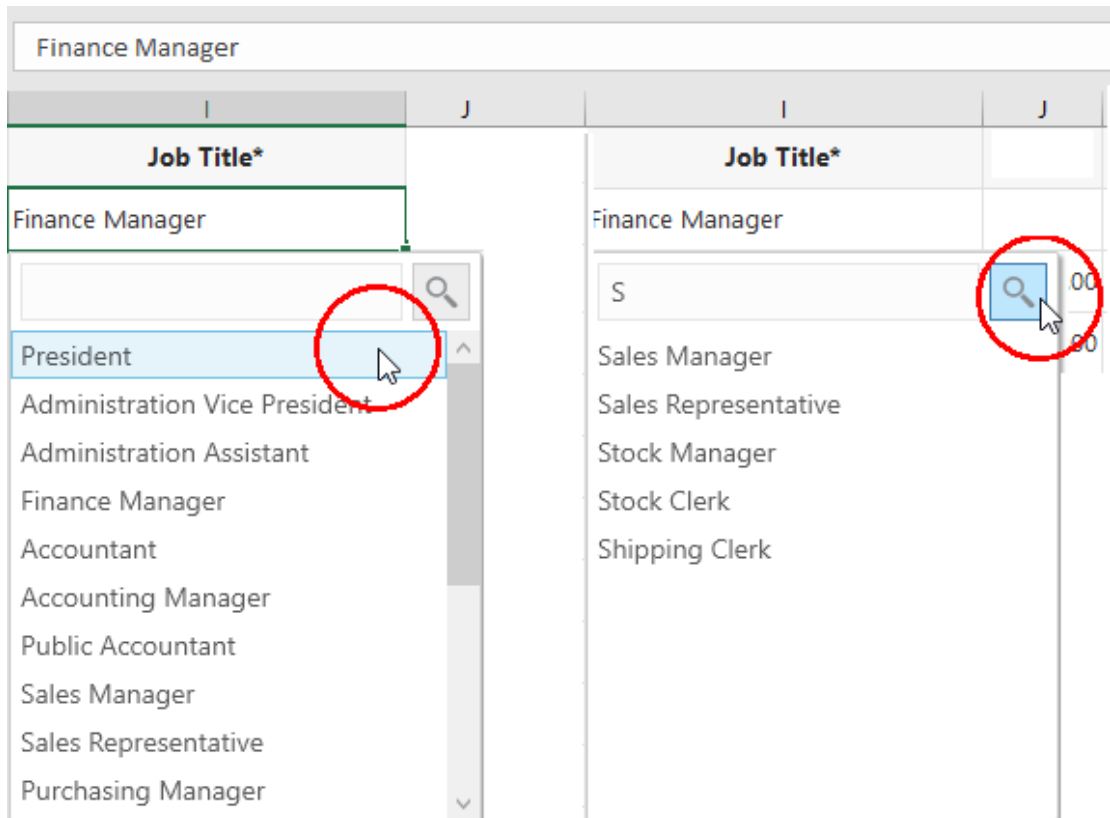 Finance Manager
I
J
Job Title*
Finance Manager
President
Administration Vice President
Administration Assistant
Finance Manager
Accountant
Accounting Manager
Public Accountant
Sales Manager
Sales Representative
Purchasing Manager
I
J
Job Title*
Finance Manager
S
.00
.00
Sales Manager
Sales Representative
Stock Manager
Stock Clerk
Shipping Clerk